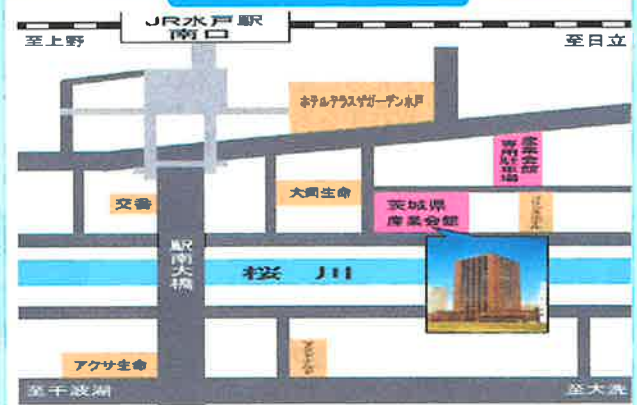 JR水戸駅
南口
至上野
至日立
ホテルテラスザガーデン水戸
産業会館
専用駐車場
大同生命
交番
茨城県
産業会館
駅南大橋
桜川
アクサ生命
至千波湖
至大洗